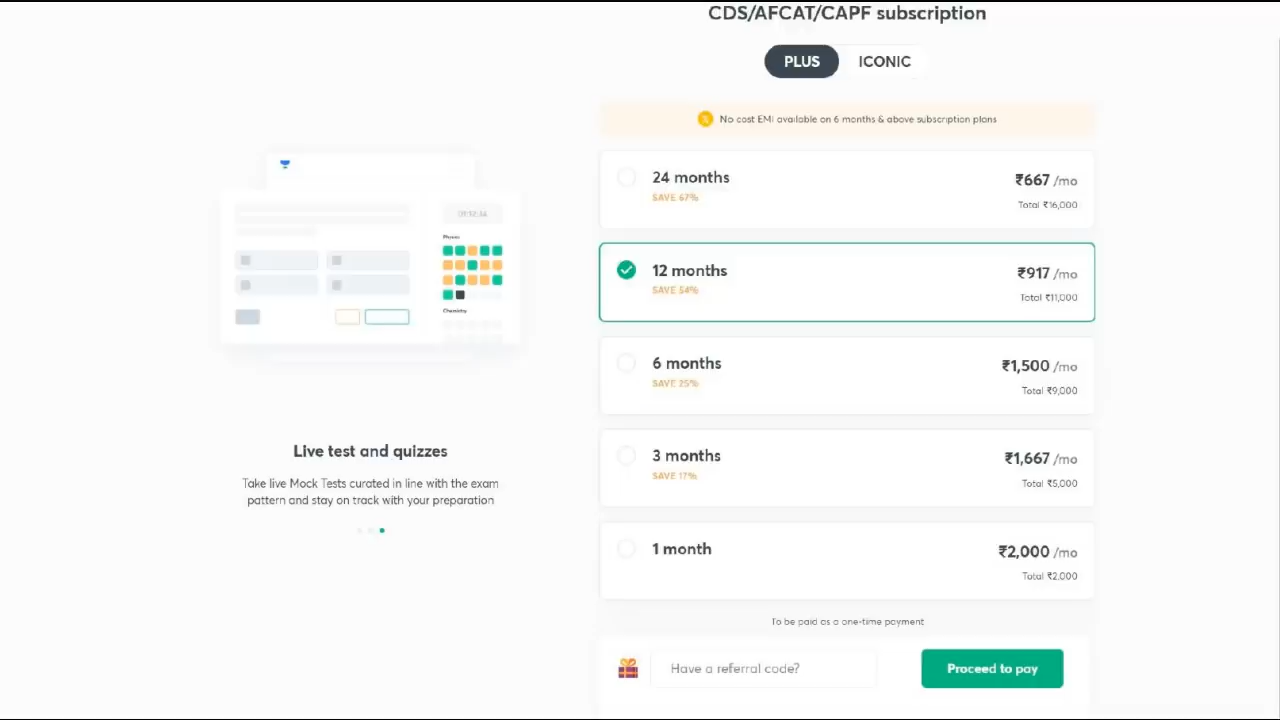 CDS/AFCAT/CAPF subscription
PLUS
ICONIC
No cost EMI available on 6 months & above subscription plans
24 months
₹667 /mo
SAVE 67%
Total ₹16,000
12 months
₹917 /mo
SAVE 54%
Total ₹11,000
6 months
₹1,500 /mo
SAVE 25%
Total ₹9,000
3 months
₹1,667 /mo
SAVE 17%
Total ₹5,000
1 month
₹2,000 /mo
Total ₹2,000
To be paid as a one-time payment
Have a referral code?
Proceed to pay
Physics
Chemistry
Live test and quizzes
Take live Mock Tests curated in line with the exam
pattern and stay on track with your preparation